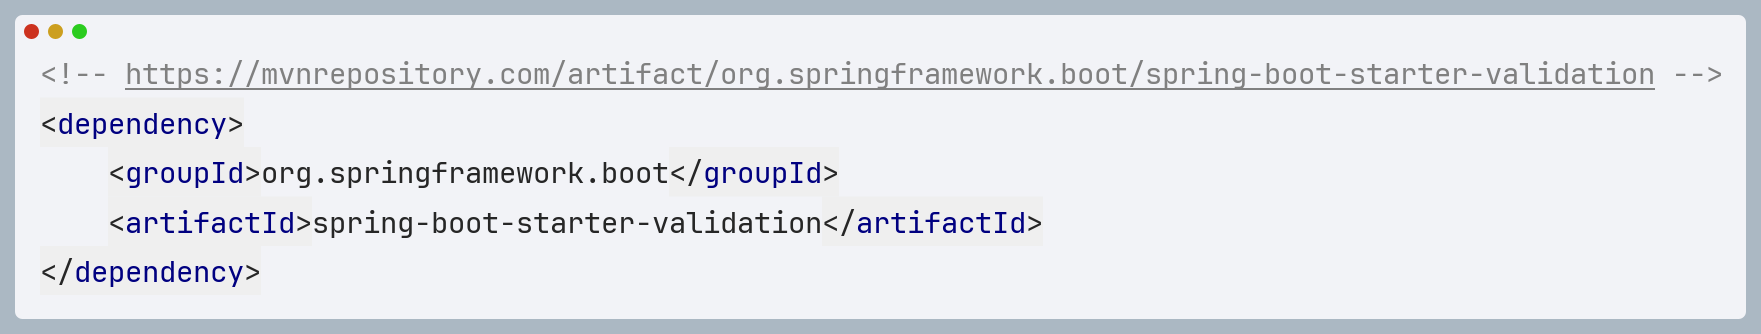 <!-- https://mvnrepository.com/artifact/org.springframework.boot/spring-boot-starter-validation -->
<dependency>
    <groupId>org.springframework.boot</groupId>
    <artifactId>spring-boot-starter-validation</artifactId>
</dependency>